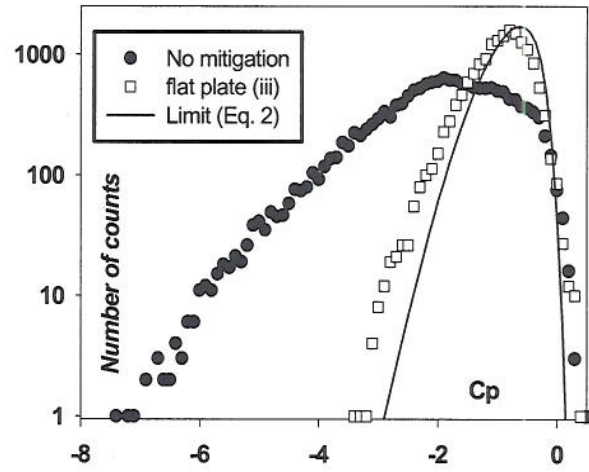 1000
No mitigation
flat plate (iii)
Limit (Eq. 2)
100
Number of counts
10
Cp
1
-8 -6 -4 -2 0